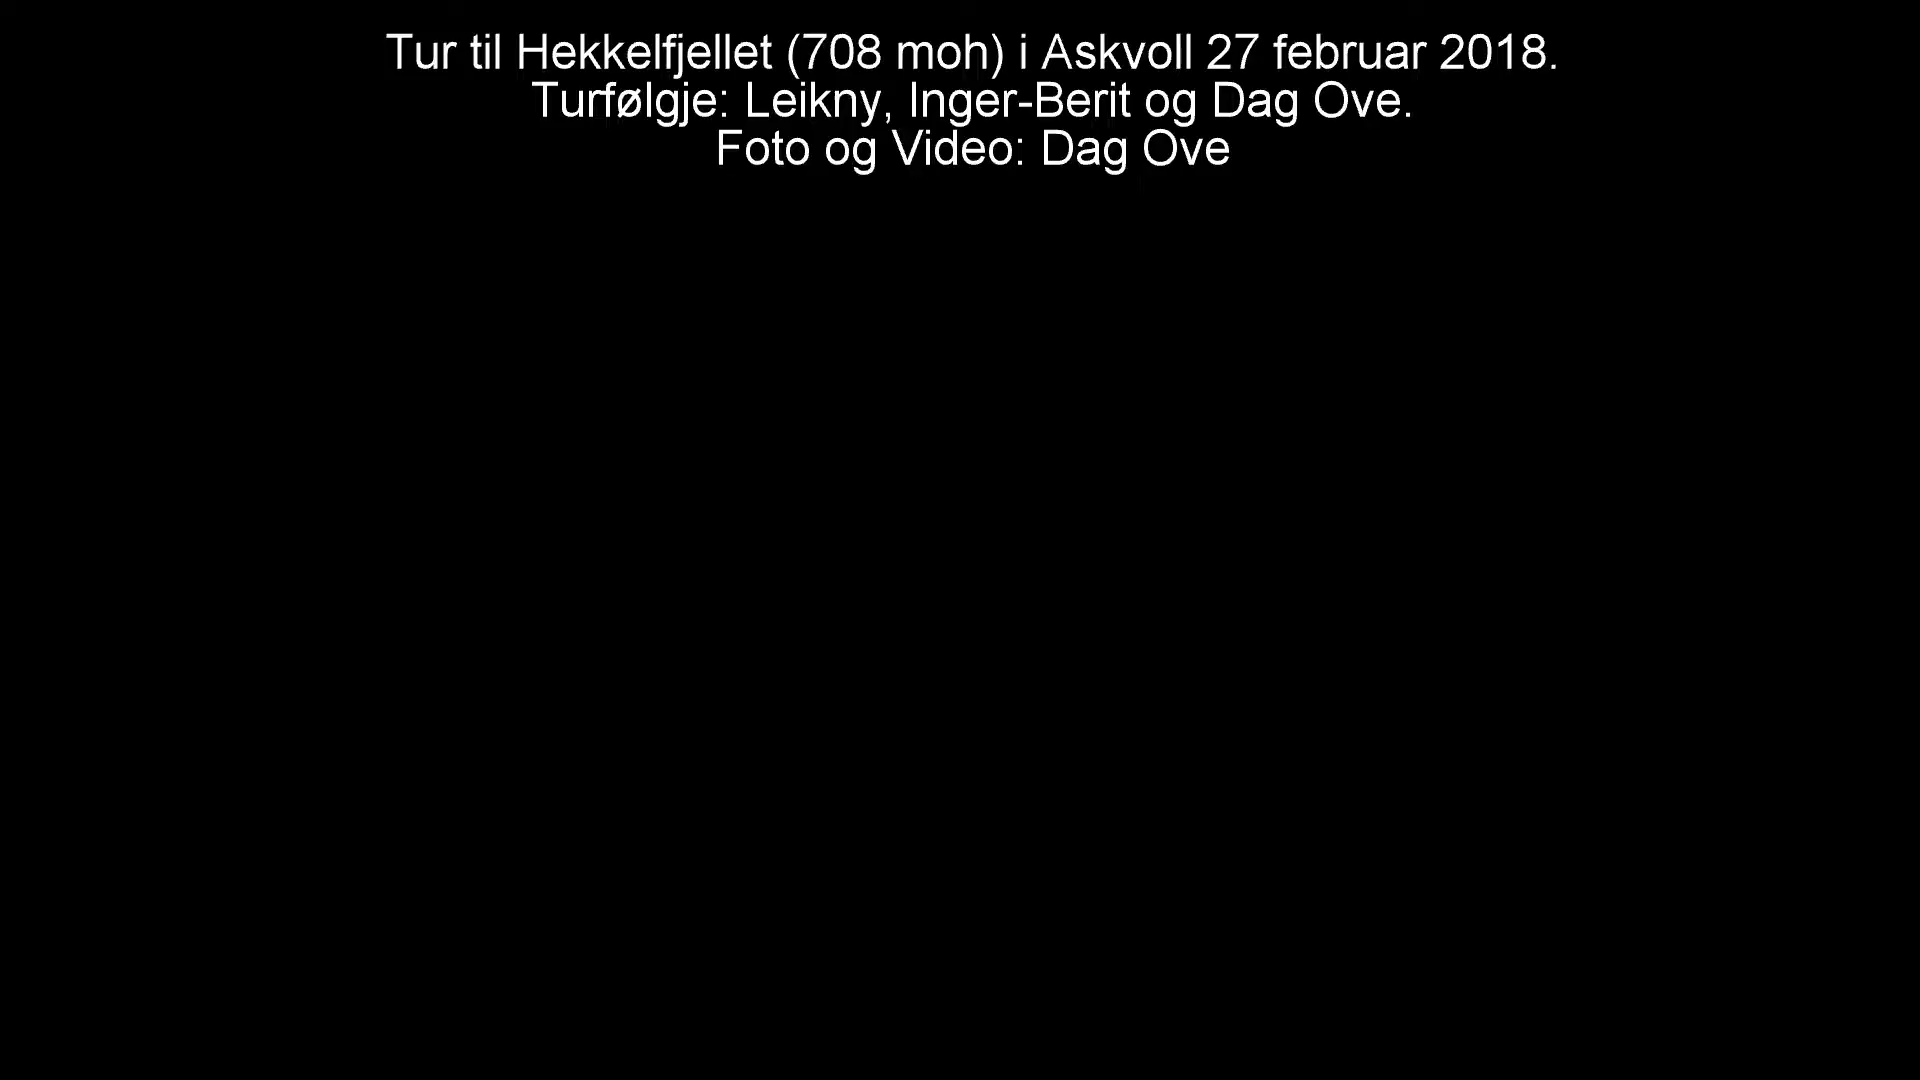 Tur til Hekkelfjellet (708 moh) i Askvoll 27 februar 2018.
Turfølgje: Leikny, Inger-Berit og Dag Ove.
Foto og Video: Dag Ove